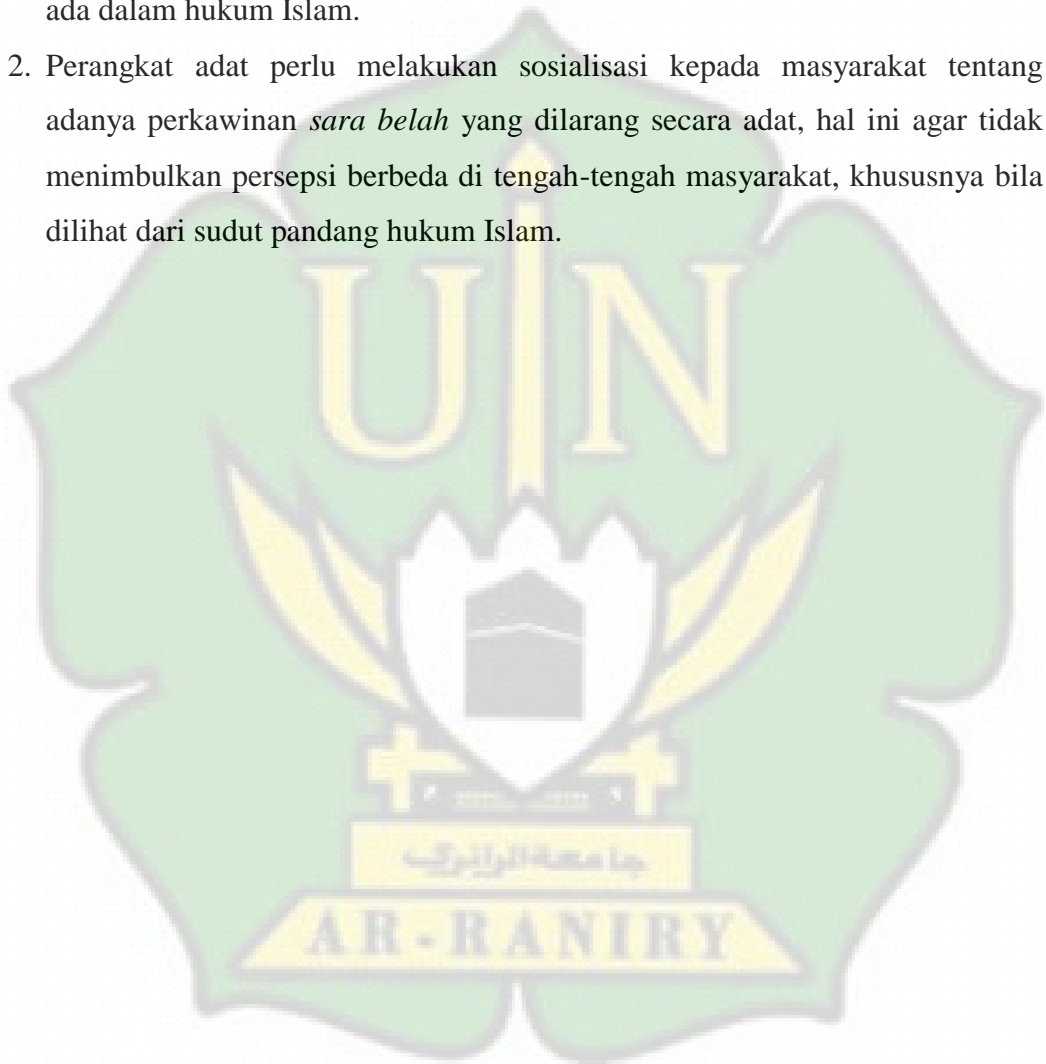 ada dalam hukum Islam.
2. Perangkat adat perlu melakukan sosialisasi kepada masyarakat tentang
adanya perkawinan sara belah yang dilarang secara adat, hal ini agar tidak
menimbulkan persepsi berbeda di tengah-tengah masyarakat, khususnya bila
dilihat dari sudut pandang hukum Islam.
UIN
جامعة الرانري
AR-RANIRY